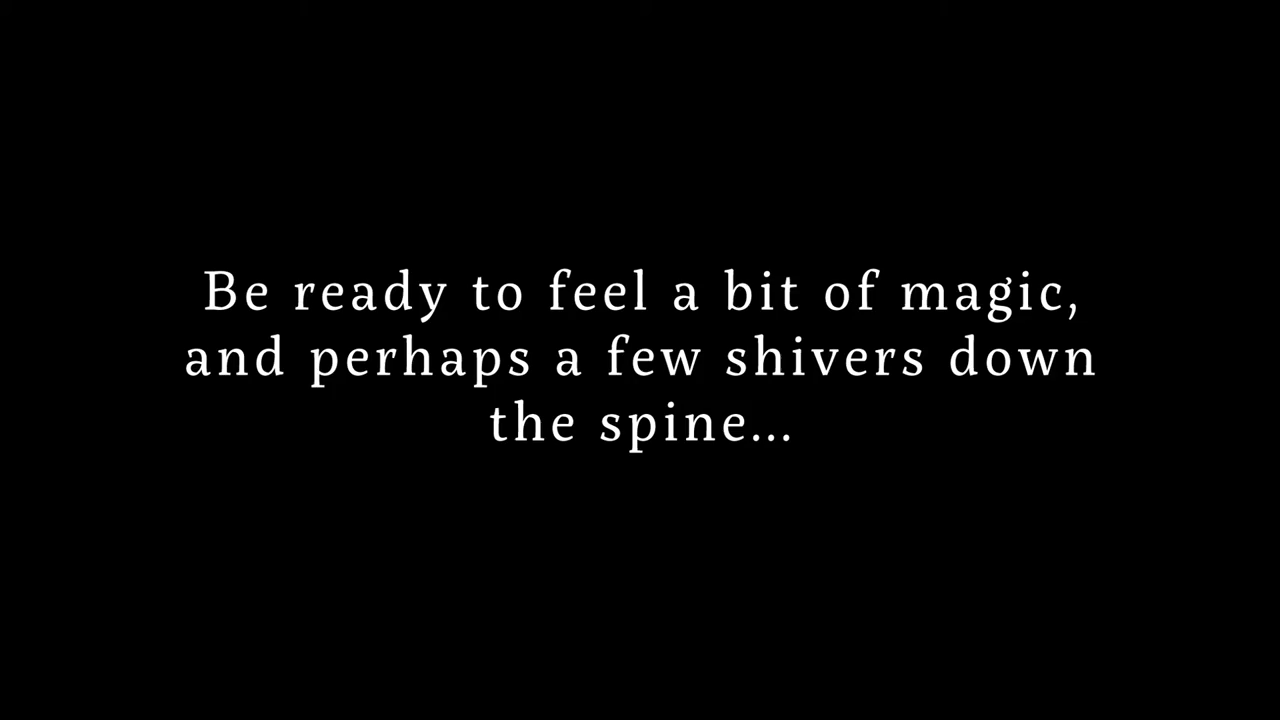 Be ready to feel a bit of magic,
and perhaps a few shivers down
the spine...